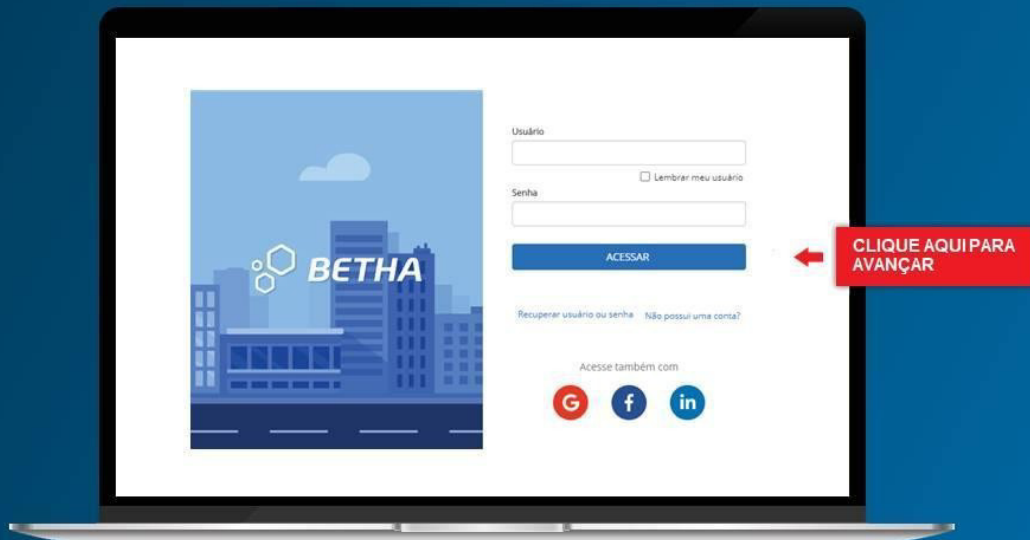 Usuário
Lembrar meu usuário
Senha
BETHA
ACESSAR
CLIQUE AQUI PARA
AVANÇAR
Recuperar usuário ou senha Não possui uma conta?
Acesse também com
G f in